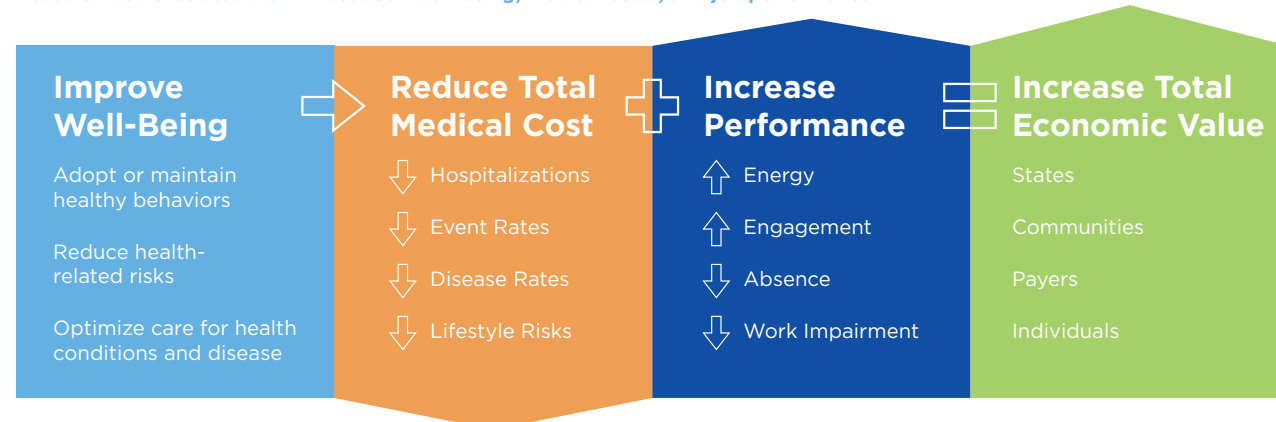 Improve
Well-Being
Adopt or maintain
healthy behaviors
Reduce health-
related risks
Optimize care for health
conditions and disease
Reduce Total
Medical Cost
Hospitalizations
Event Rates
Disease Rates
Lifestyle Risks
Increase
Performance
Energy
Engagement
Absence
Work Impairment
Increase Total
Economic Value
States
Communities
Payers
Individuals